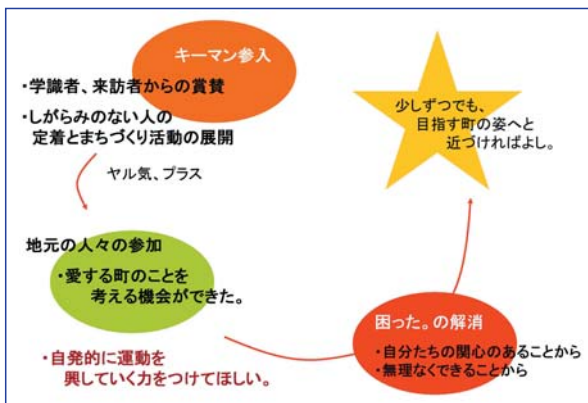 キーマン参入
・学識者、来訪者からの賞賛
・しがらみのない人の
定着とまちづくり活動の展開
ヤル気、プラス
地元の人々の参加
・愛する町のことを
考える機会ができた。
・自発的に運動を
興していく力をつけてほしい。
困った。の解消
・自分たちの関心のあることから
・無理なくできることから
少しずつでも、
目指す町の姿へと
近づければよし。